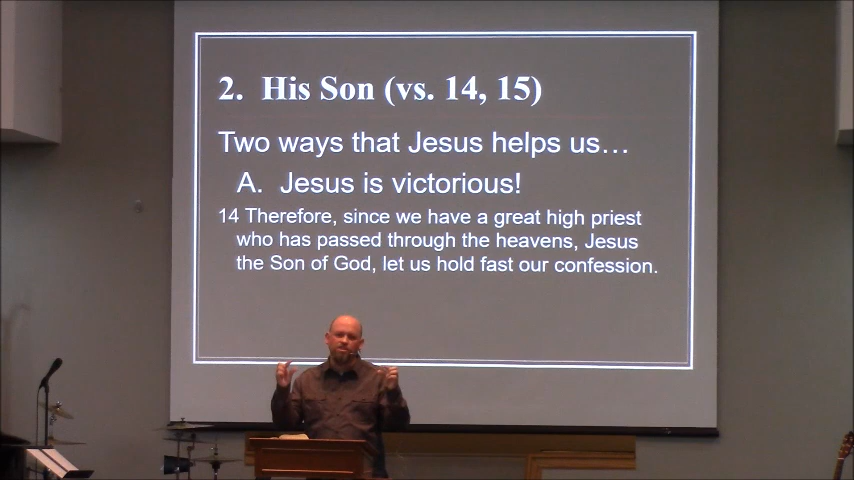 2. His Son (vs. 14, 15)
Two ways that Jesus helps us…
A. Jesus is victorious!
14 Therefore, since we have a great high priest
who has passed through the heavens, Jesus
the Son of God, let us hold fast our confession.